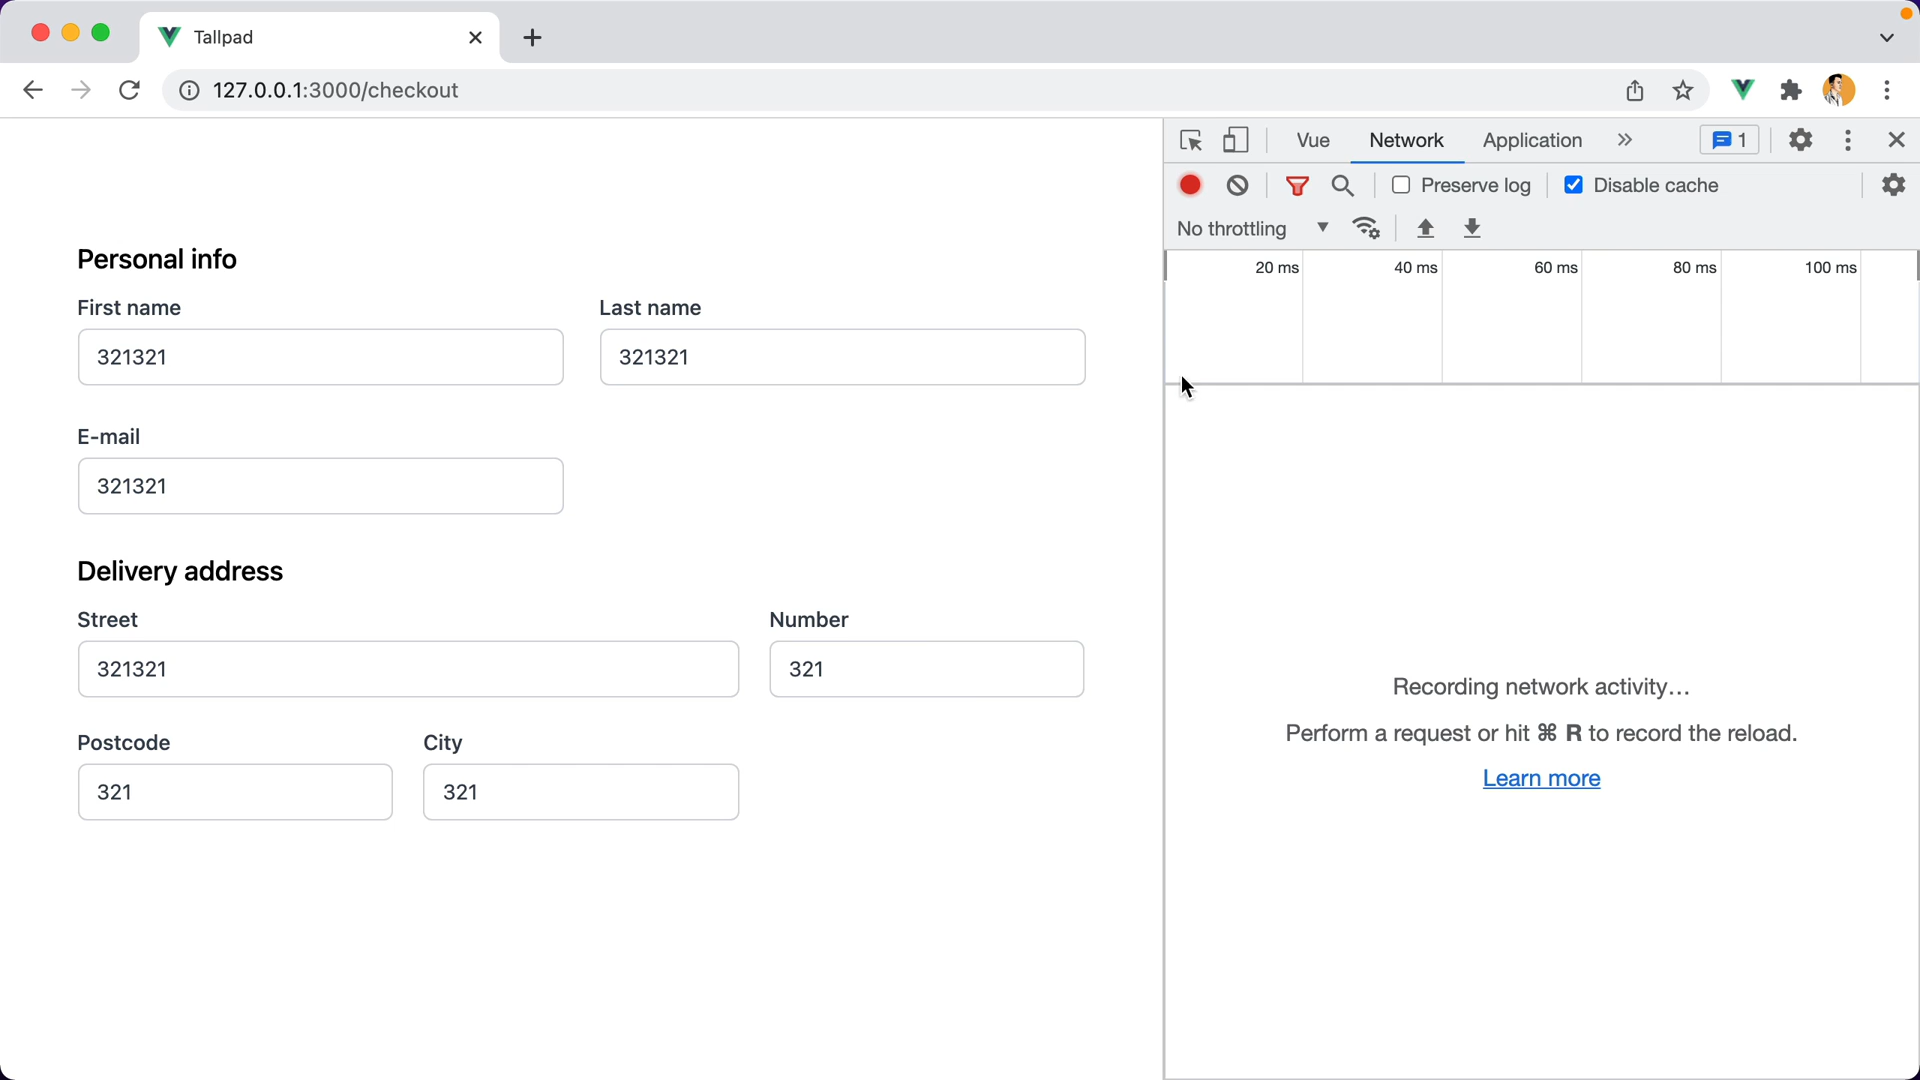 Tallpad
127.0.0.1:3000/checkout
Vue
Network
Application
1
Preserve log
Disable cache
No throttling
20 ms
40 ms
60 ms
80 ms
100 ms
Personal info
First name
Last name
321321
321321
E-mail
321321
Delivery address
Street
Number
321321
321
Postcode
City
321
321
Recording network activity…
Perform a request or hit ⌘ R to record the reload.
Learn more